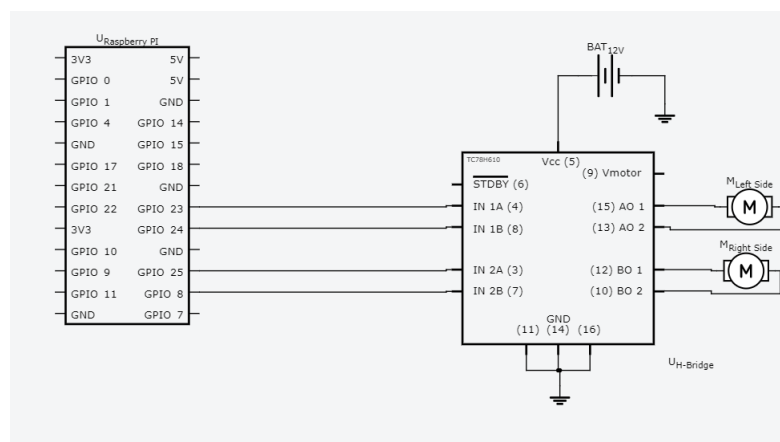 U Raspberry PI
3V3 5V
GPIO 0 5V
GPIO 1 GND
GPIO 4 GPIO 14
GND GPIO 15
GPIO 17 GPIO 18
GPIO 21 GND
GPIO 22 GPIO 23
3V3 GPIO 24
GPIO 10 GND
GPIO 9 GPIO 25
GPIO 11 GPIO 8
GND GPIO 7
BAT 12V
TC78H610
Vcc (5)
(9) Vmotor
STDBY (6)
IN 1A (4) (15) AO 1
IN 1B (8) (13) AO 2
IN 2A (3) (12) BO 1
IN 2B (7) (10) BO 2
GND
(11) (14) (16)
U H-Bridge
M Left Side
M
M Right Side
M